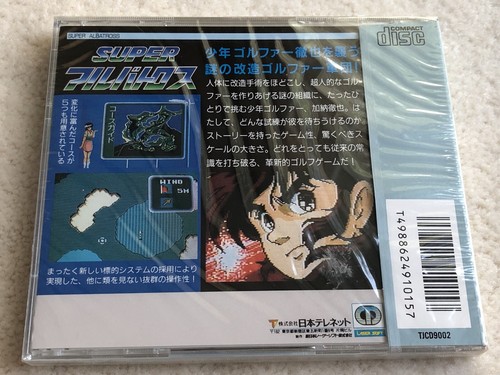 SUPER ALBATROSS
COMPACT
disc
SUPER
アルバトロス
少年ゴルファー徹也を襲う
謎の改造ゴルファー軍団!
変化に富んだコースが
5つも用意されている
コースガイド
人体に改造手術をほどこし、超人的なゴル
ファーを作りあげる謎の組織に、たったひ
とりで挑む少年ゴルファー、加納徹也。は
たして、どんな試練が彼を待ちうけるのか
ストーリーを持ったゲーム性、驚くべきス
ケールの大きさ。どれをとっても従来の常
識を打ち破る、革新的ゴルフゲームだ!
WIND
5M
まったく新しい標的システムの採用により
実現した、他に類を見ない抜群の操作性!
株式会社日本テレネット
LASER SOFT
T4988624910157
TJCD9002